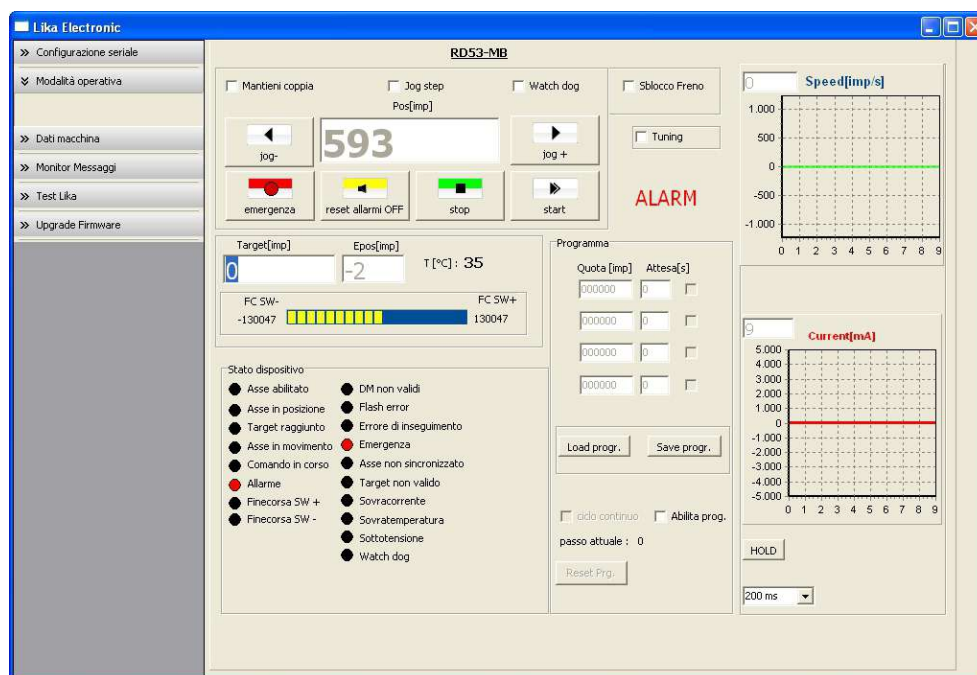 Lika Electronic
Configurazione seriale
Modalità operativa
Dati macchina
Monitor Messaggi
Test Lika
Upgrade Firmware
RD53-MB
Mantieni coppia
Jog step
Watch dog
Sblocco Freno
Pos[imp]
593
jog-
jog +
Tuning
emergenza
reset allarmi OFF
stop
start
ALARM
Target[imp]
Epos[imp]
0
-2
T [°C] : 35
FC SW-
FC SW+
-130047
130047
Stato dispositivo
Asse abilitato
Asse in posizione
Target raggiunto
Asse in movimento
Comando in corso
Allarme
Finecorsa SW +
Finecorsa SW -
DM non validi
Flash error
Errore di inseguimento
Emergenza
Asse non sincronizzato
Target non valido
Sovracorrente
Sovratemperatura
Sottotensione
Watch dog
Programma
Quota [imp] Attesa[s]
000000 0
000000 0
000000 0
000000 0
Load progr.
Save progr.
ciclo continuo
Abilita prog.
passo attuale : 0
Reset Prg.
0
Speed[imp/s]
1.000
500
0
-500
-1.000
0 1 2 3 4 5 6 7 8 9
9
Current[mA]
5.000
4.000
3.000
2.000
1.000
0
-1.000
-2.000
-3.000
-4.000
-5.000
0 1 2 3 4 5 6 7 8 9
HOLD
200 ms